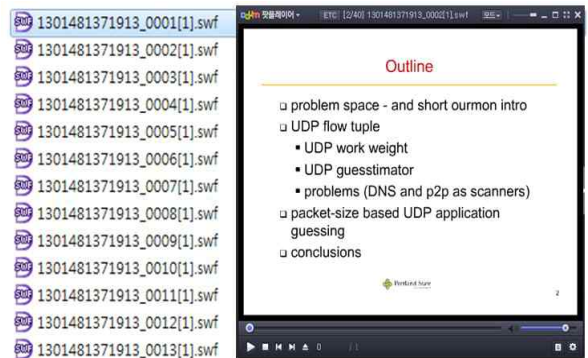 1301481371913_0001[1].swf
1301481371913_0002[1].swf
1301481371913_0003[1].swf
1301481371913_0004[1].swf
1301481371913_0005[1].swf
1301481371913_0006[1].swf
1301481371913_0007[1].swf
1301481371913_0008[1].swf
1301481371913_0009[1].swf
1301481371913_0010[1].swf
1301481371913_0011[1].swf
1301481371913_0012[1].swf
1301481371913_0013[1].swf
Daum 팟플레이어 ETC [2/40] 1301481371913_0002[1].swf 모드
Outline
problem space - and short ourmon intro
UDP flow tuple
UDP work weight
UDP guesstimator
problems (DNS and p2p as scanners)
packet-size based UDP application
guessing
conclusions
Portland State
2
0